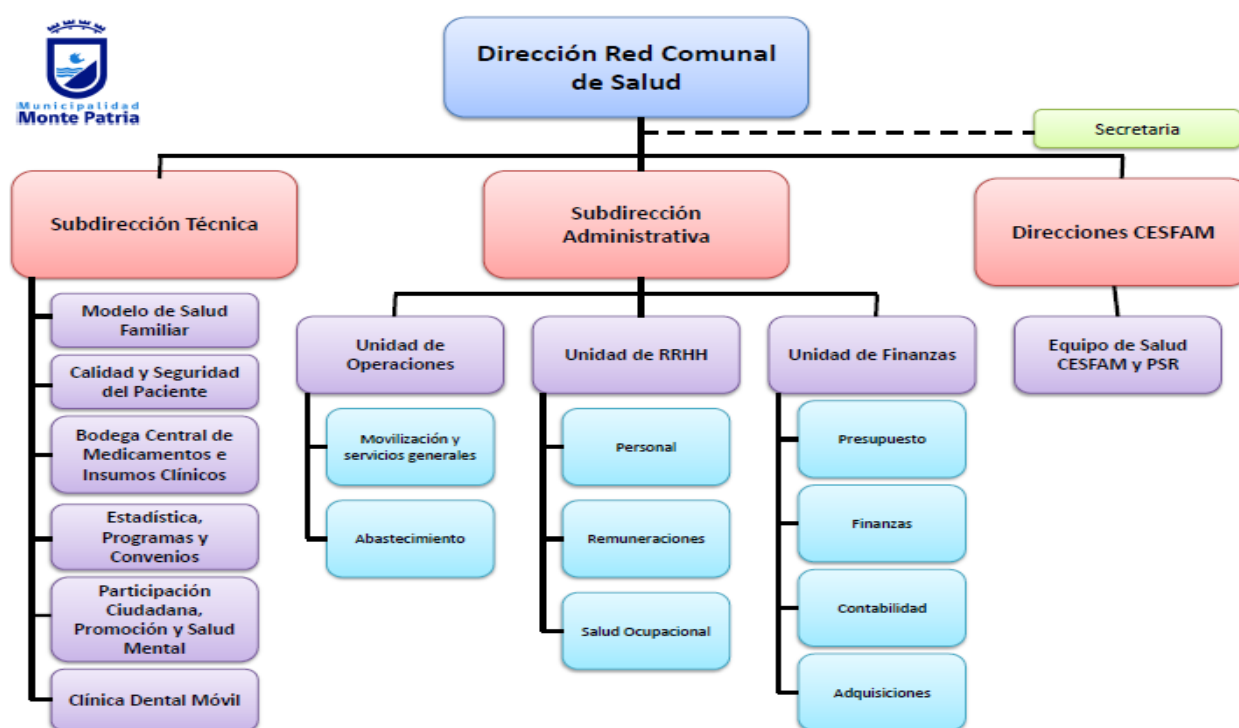 Municipalidad
Monte Patria
Dirección Red Comunal
de Salud
Secretaria
Subdirección Técnica
Subdirección
Administrativa
Direcciones CESFAM
Modelo de Salud
Familiar
Calidad y Seguridad
del Paciente
Bodega Central de
Medicamentos e
Insumos Clínicos
Estadística,
Programas y
Convenios
Participación
Ciudadana,
Promoción y Salud
Mental
Clínica Dental Móvil
Unidad de
Operaciones
Movilización y
servicios generales
Abastecimiento
Unidad de RRHH
Personal
Remuneraciones
Salud Ocupacional
Unidad de Finanzas
Presupuesto
Finanzas
Contabilidad
Adquisiciones
Equipo de Salud
CESFAM y PSR